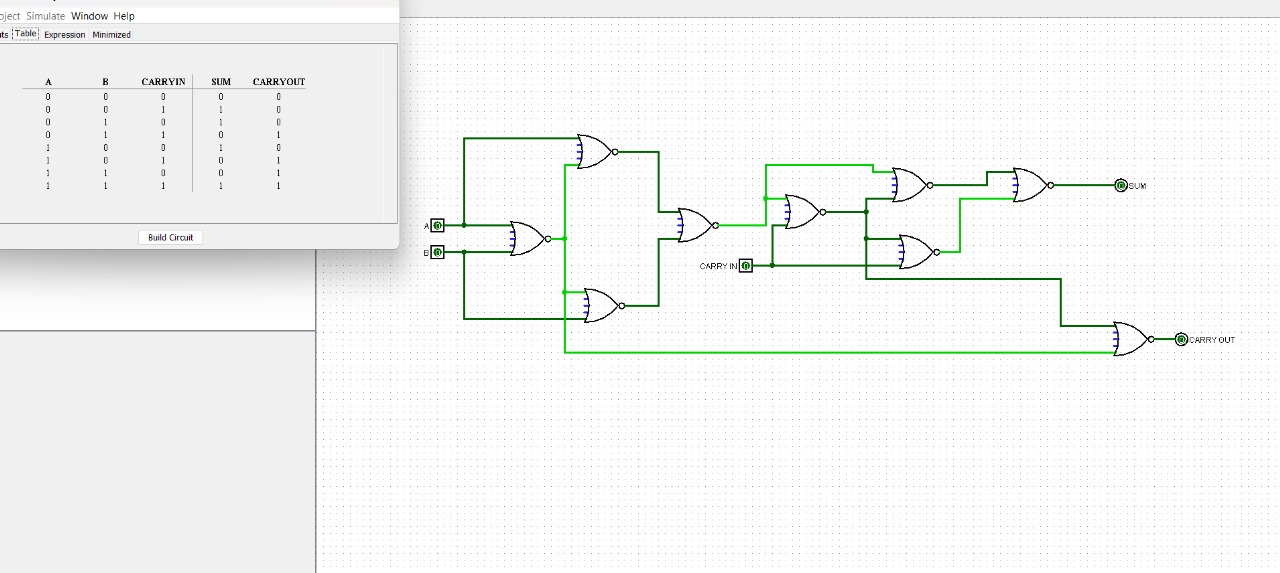 oject Simulate Window Help
uts Table Expression Minimized
A B CARRYIN SUM CARRYOUT
0 0 0 0 0
0 0 1 1 0
0 1 0 1 0
0 1 1 0 1
1 0 0 1 0
1 0 1 0 1
1 1 0 0 1
1 1 1 1 1
Build Circuit
A 0
B 0
CARRY IN 0
0 SUM
0 CARRY OUT